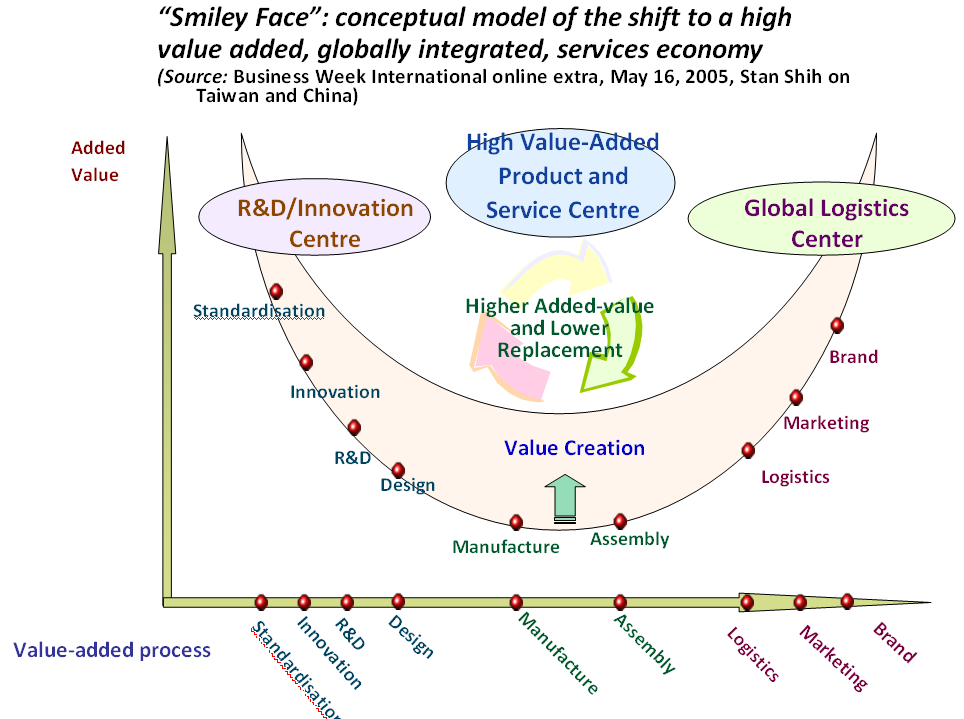 “Smiley Face”: conceptual model of the shift to a high
value added, globally integrated, services economy
(Source: Business Week International online extra, May 16, 2005, Stan Shih on
Taiwan and China)
Added
Value
High Value-Added
Product and
Service Centre
R&D/Innovation
Centre
Global Logistics
Center
Higher Added-value
and Lower
Replacement
Standardisation
Innovation
R&D
Design
Value Creation
Manufacture
Assembly
Logistics
Marketing
Brand
Value-added process
Standardisation
Innovation
R&D
Design
Manufacture
Assembly
Logistics
Marketing
Brand